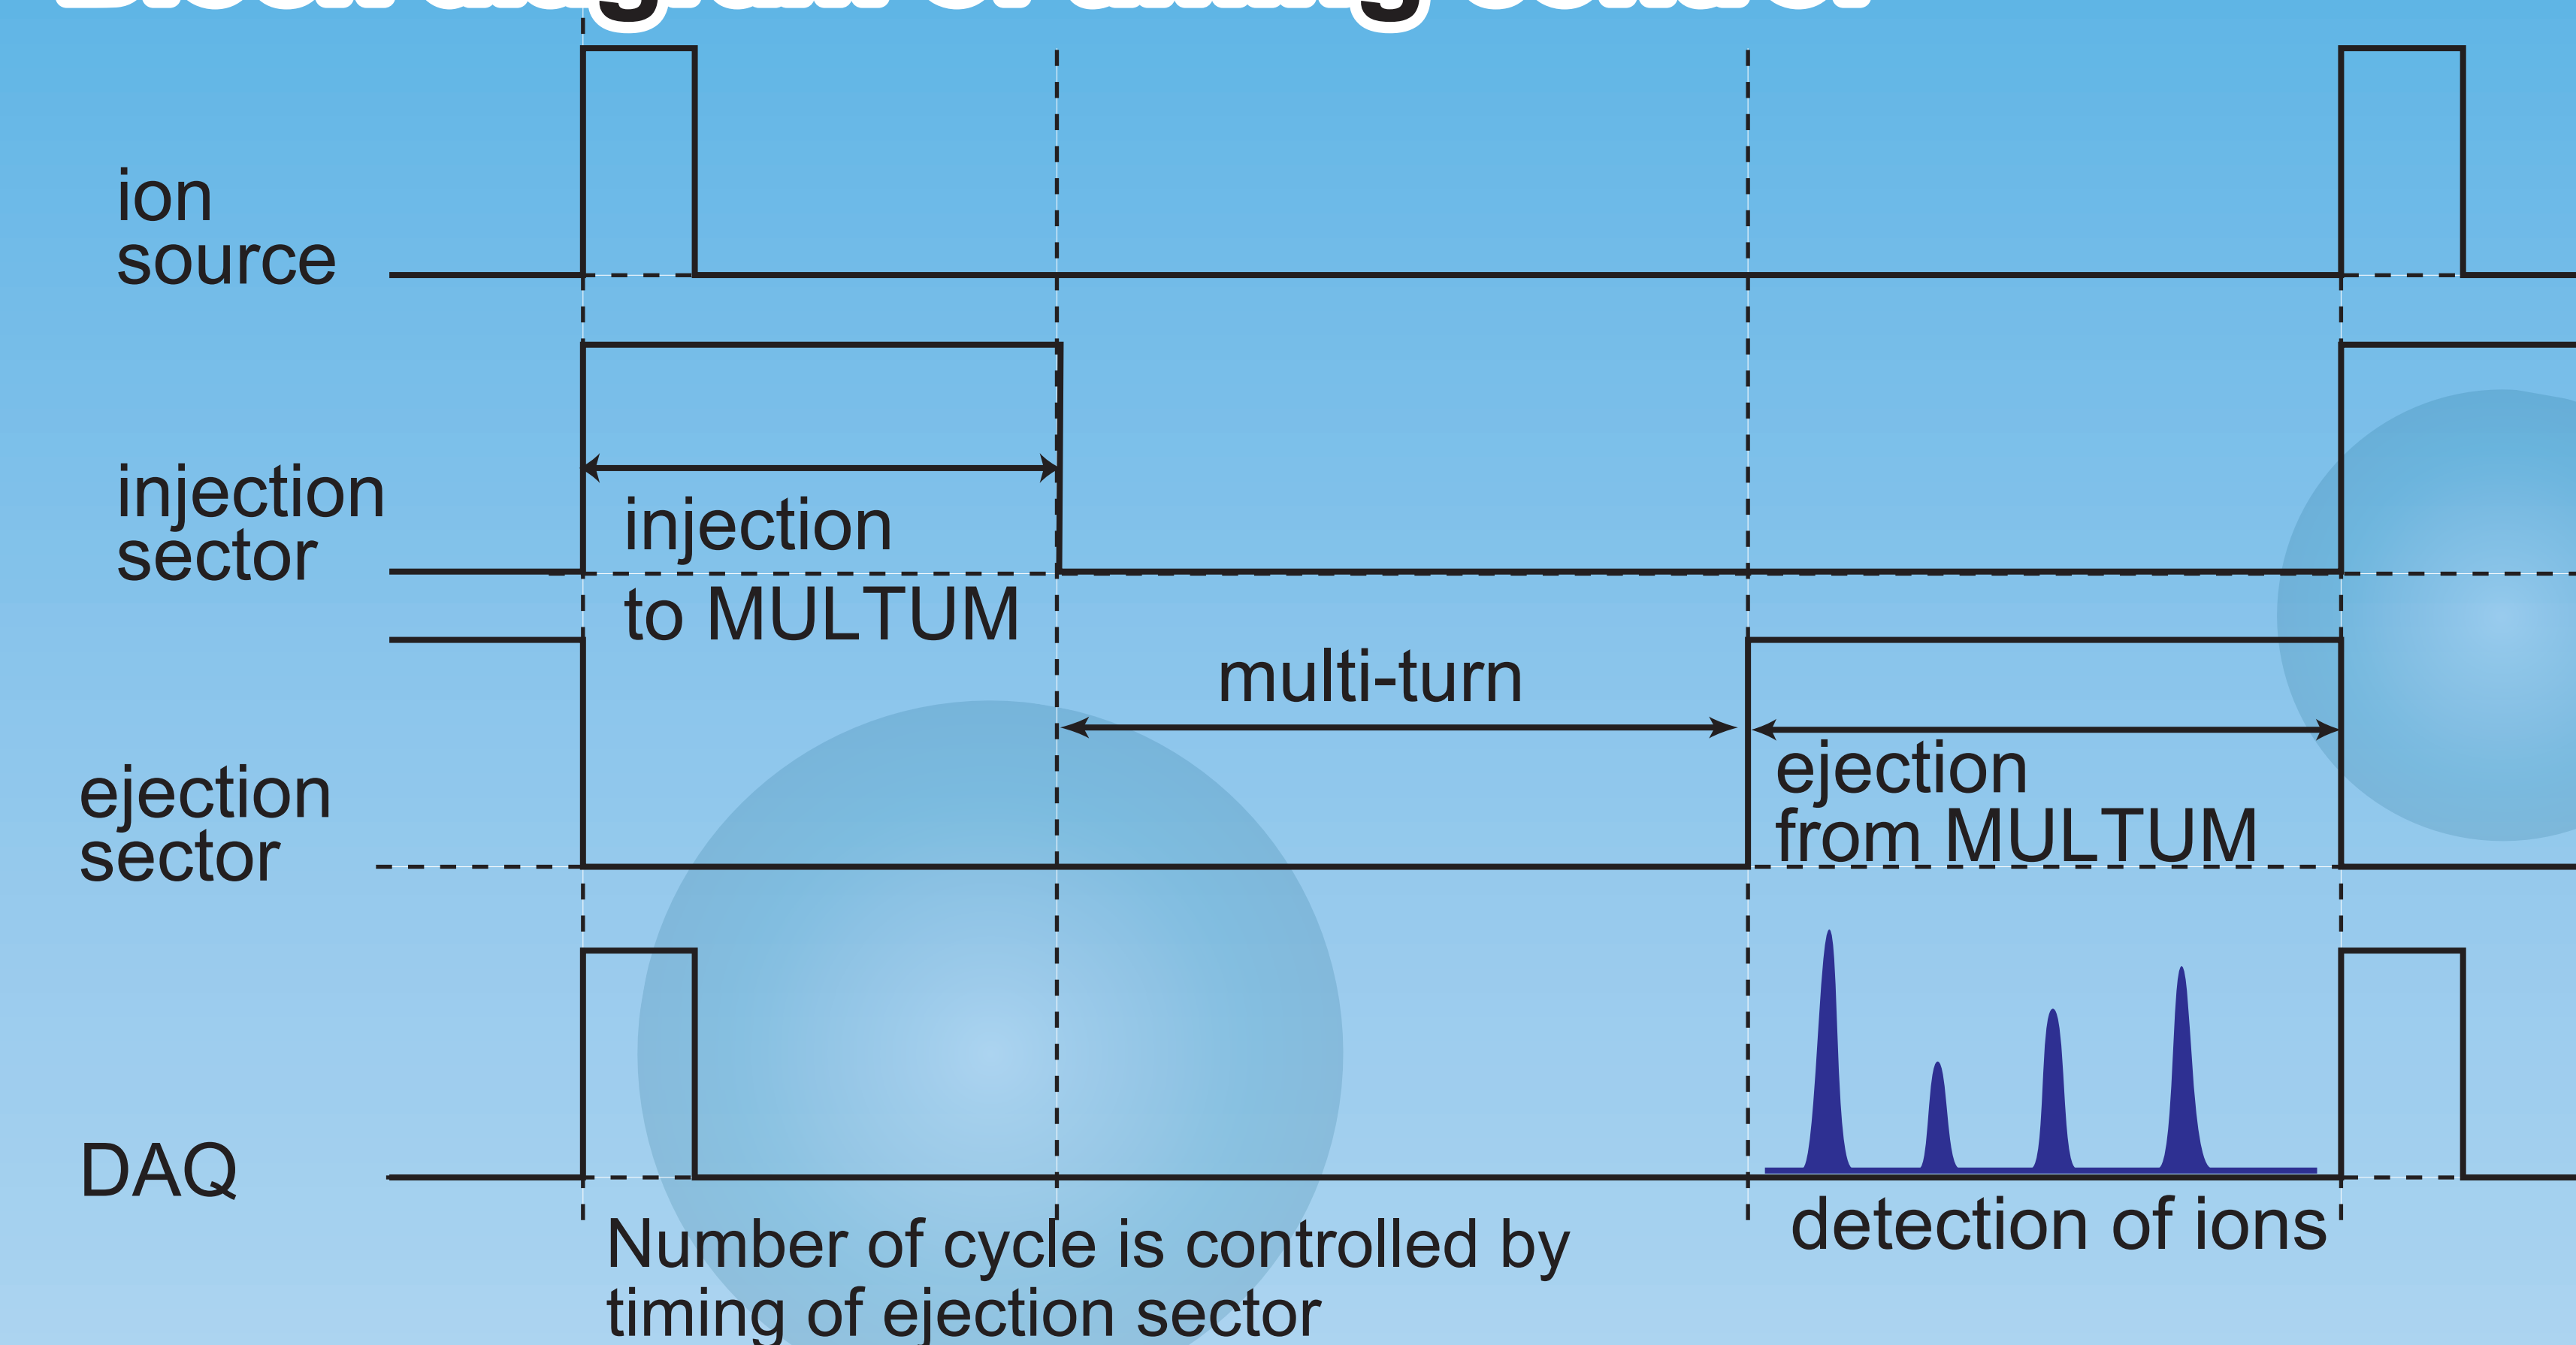 ion
source
injection
sector
injection
to MULTUM
multi-turn
ejection
sector
ejection
from MULTUM
DAQ
detection of ions
Number of cycle is controlled by
timing of ejection sector